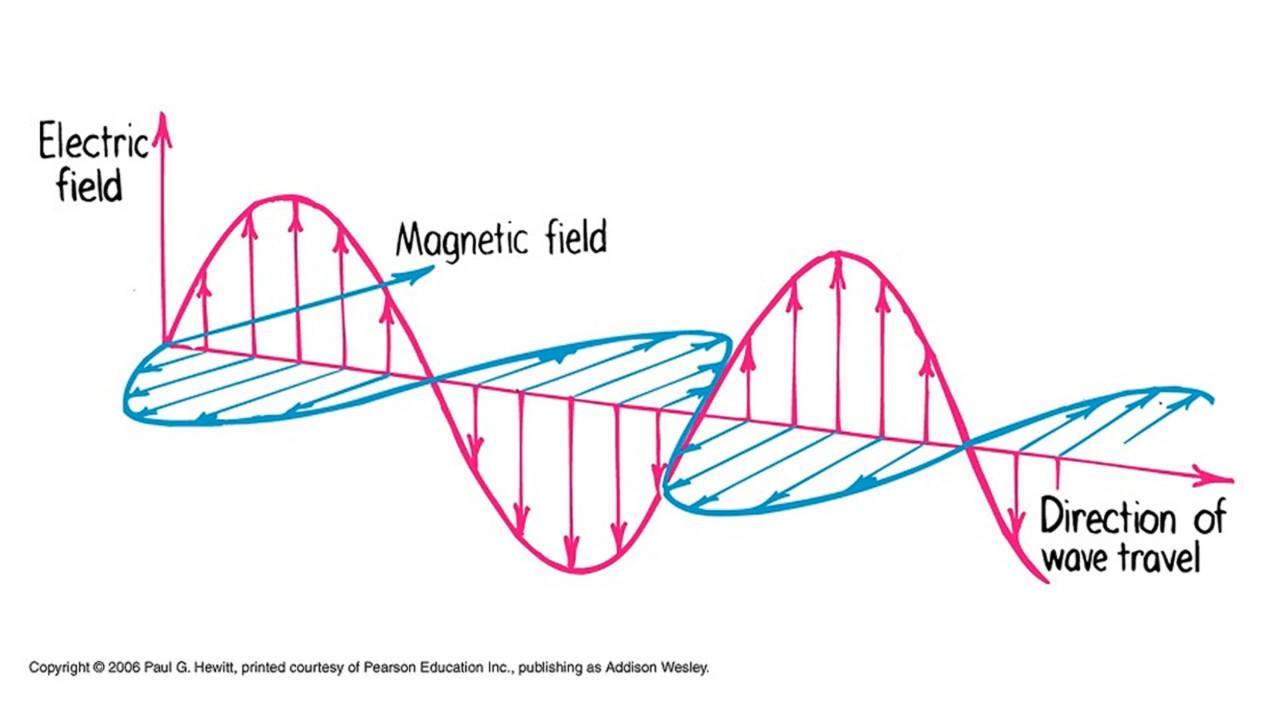 Electric
field
Magnetic field
Direction of
wave travel
Copyright © 2006 Paul G. Hewitt, printed courtesy of Pearson Education Inc., publishing as Addison Wesley.